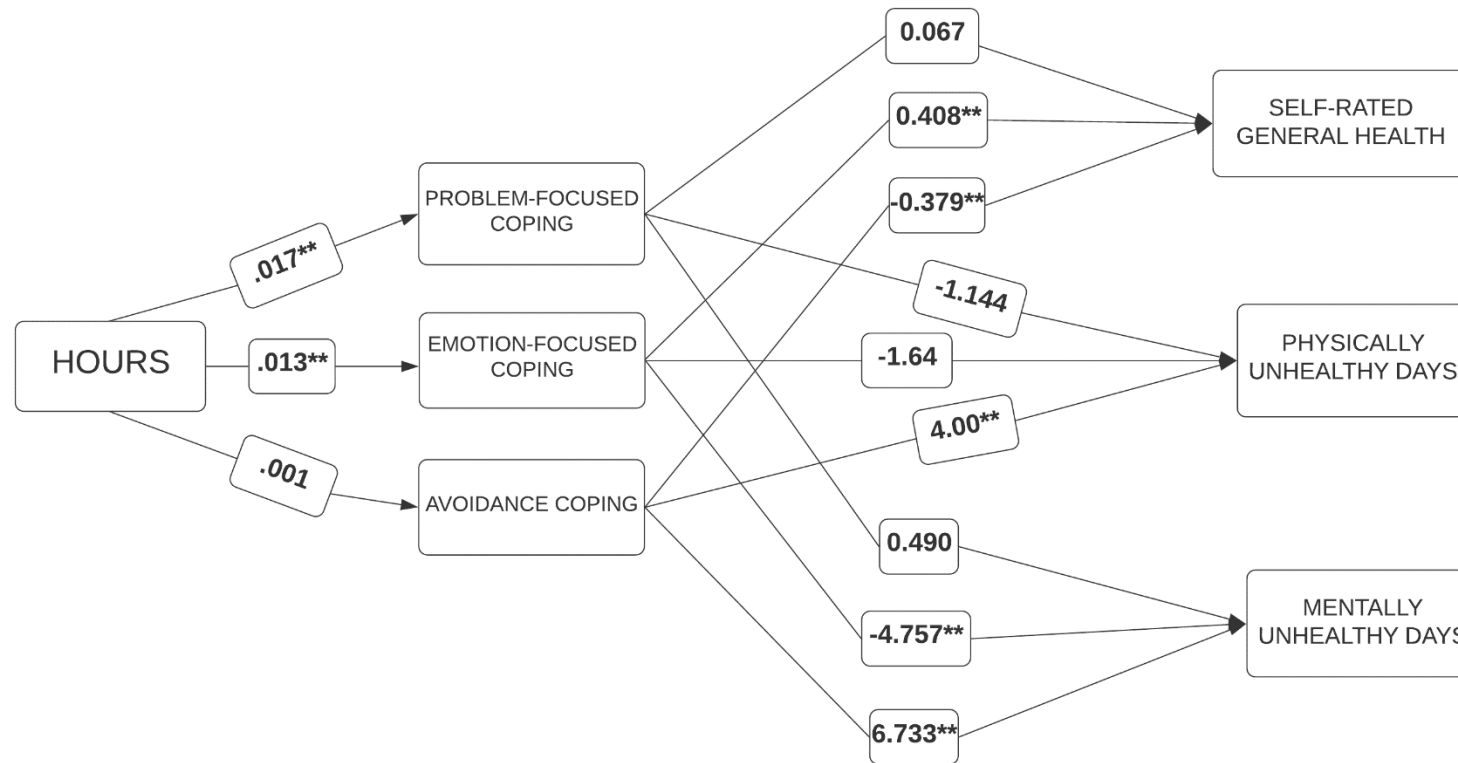 HOURS
.017**
.013**
.001
PROBLEM-FOCUSED
COPING
EMOTION-FOCUSED
COPING
AVOIDANCE COPING
0.067
0.408**
-0.379**
-1.144
-1.64
4.00**
0.490
-4.757**
6.733**
SELF-RATED
GENERAL HEALTH
PHYSICALLY
UNHEALTHY DAYS
MENTALLY
UNHEALTHY DAYS